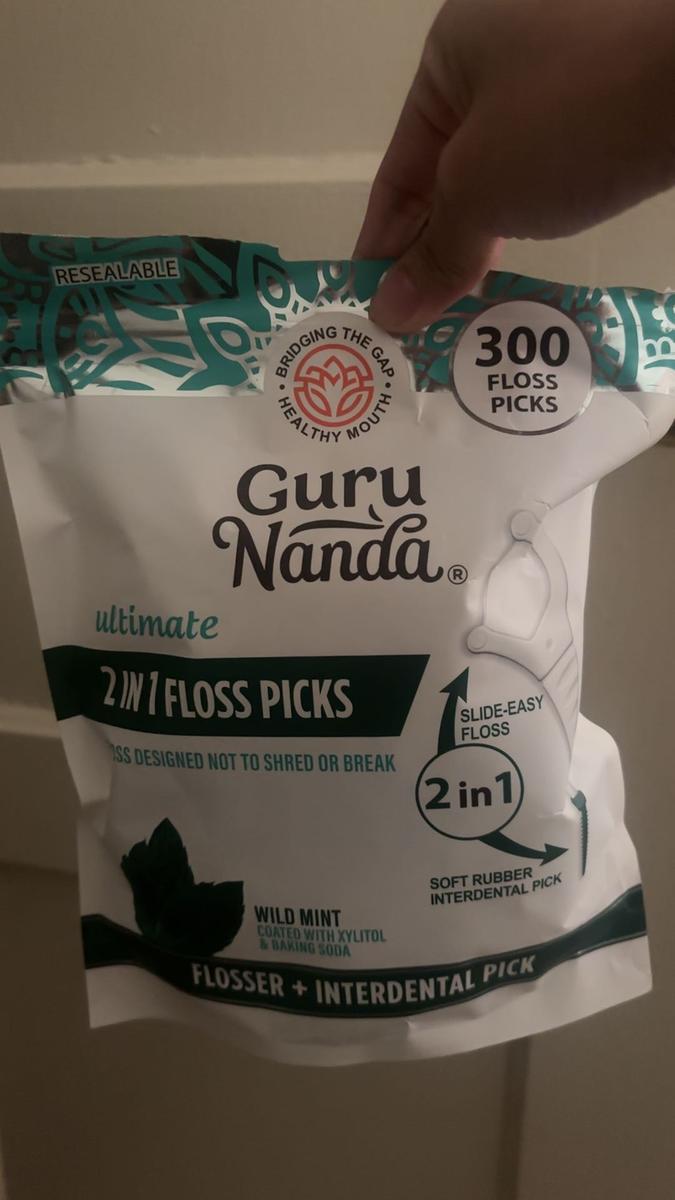 RESEALABLE
• BRIDGING THE GAP •
HEALTHY MOUTH
300
FLOSS
PICKS
Guru
Nanda®
ultimate
2 IN 1 FLOSS PICKS
DESIGNED NOT TO SHRED OR BREAK
SLIDE-EASY
FLOSS
2 in 1
SOFT RUBBER
INTERDENTAL PICK
WILD MINT
COATED WITH XYLITOL
& BAKING SODA
FLOSSER + INTERDENTAL PICK